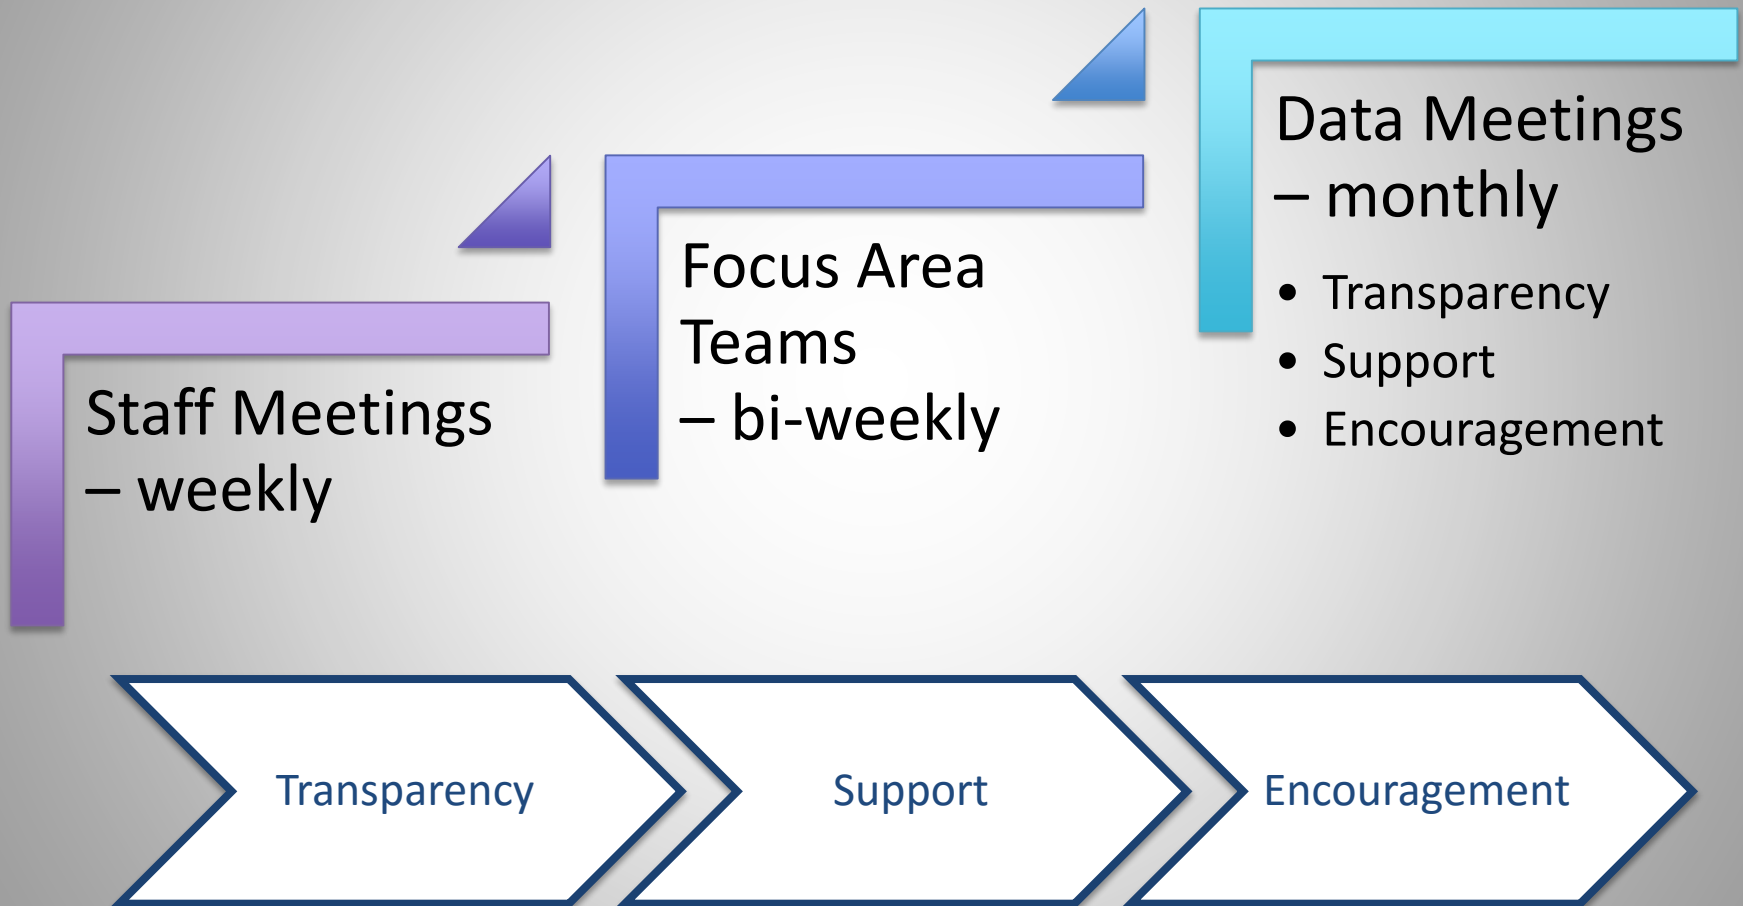 Staff Meetings
– weekly
Focus Area
Teams
– bi-weekly
Data Meetings
– monthly
• Transparency
• Support
• Encouragement
Transparency
Support
Encouragement